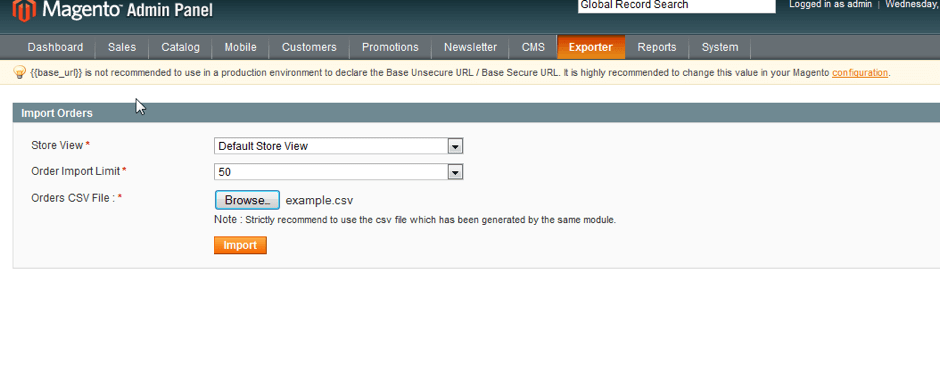 Magento™ Admin Panel
Global Record Search
Logged in as admin | Wednesday,
Dashboard Sales Catalog Mobile Customers Promotions Newsletter CMS Exporter Reports System
{{base_url}} is not recommended to use in a production environment to declare the Base Unsecure URL / Base Secure URL. It is highly recommended to change this value in your Magento configuration.
Import Orders
Store View * Default Store View
Order Import Limit * 50
Orders CSV File : * Browse.. example.csv
Note : Strictly recommend to use the csv file which has been generated by the same module.
Import